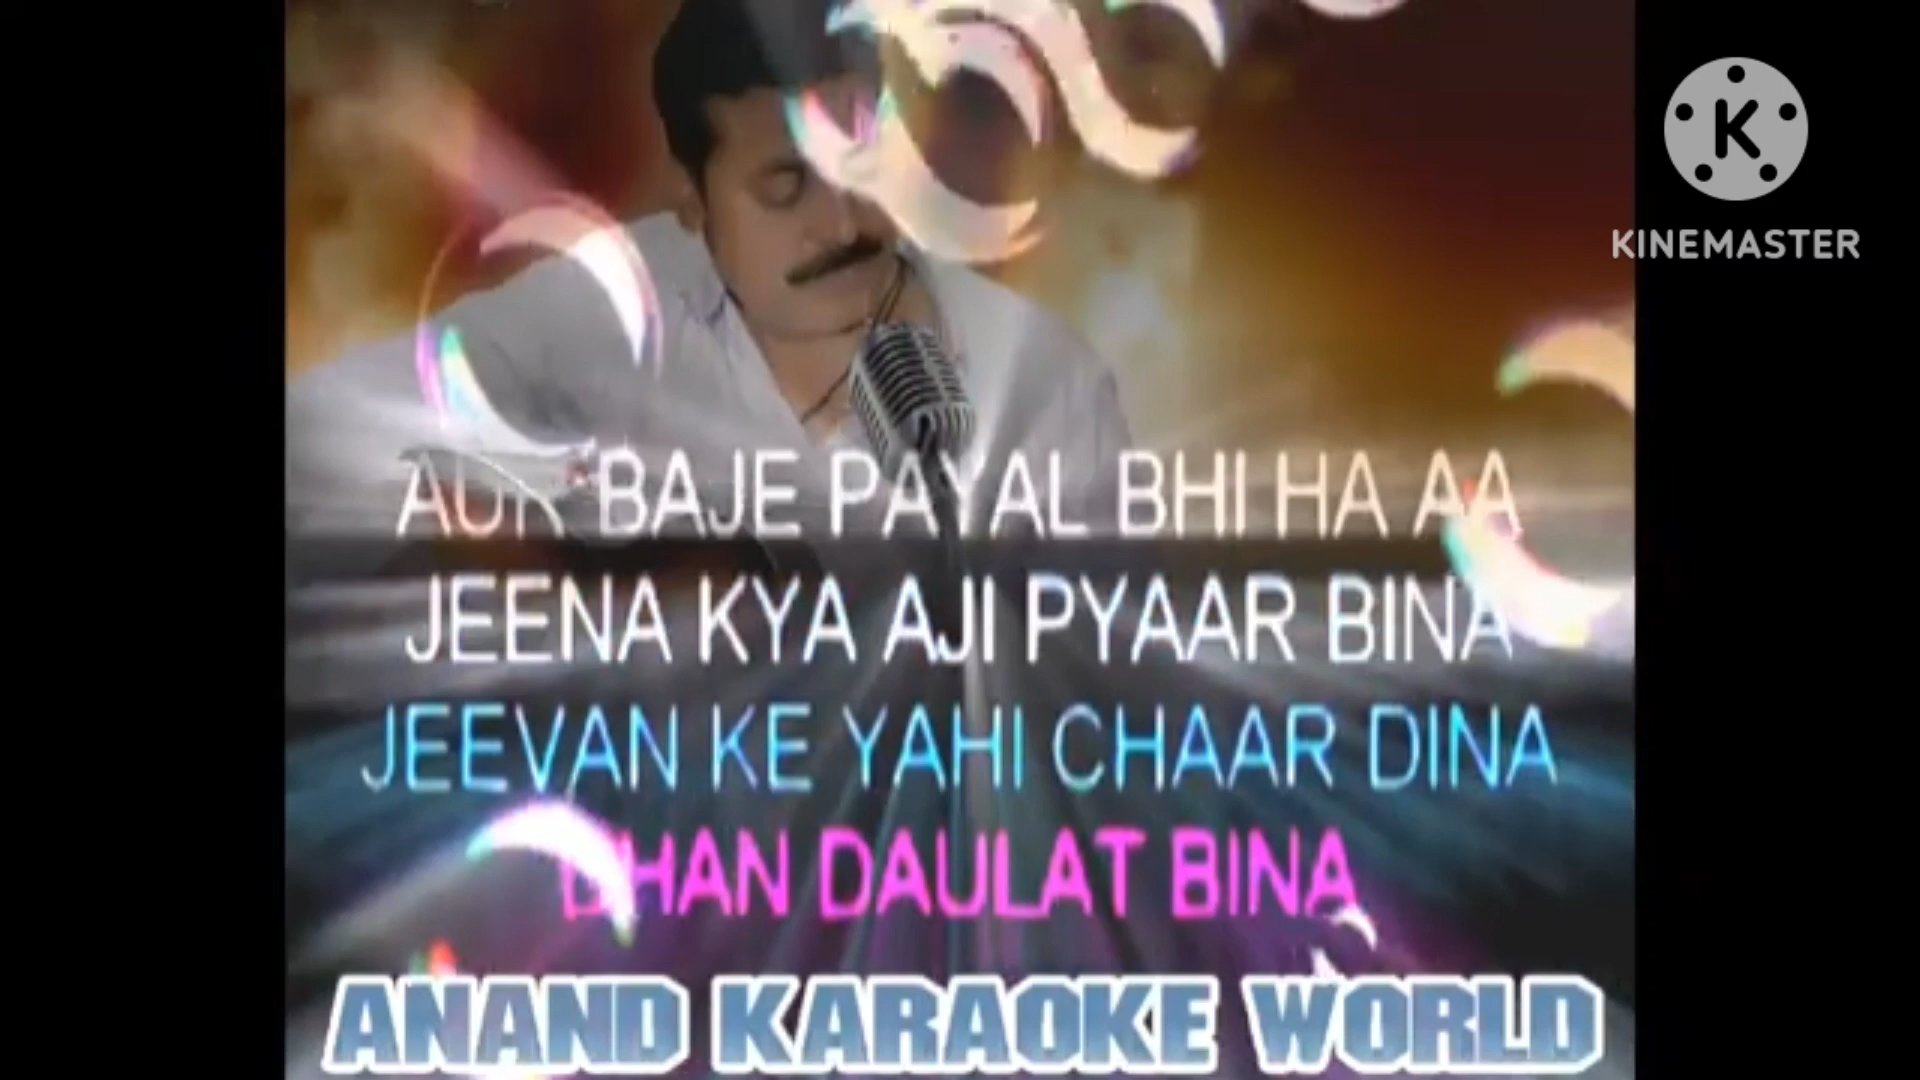 K
KINEMASTER
AUR BAJE PAYAL BHI HA AA
JEENA KYA AJI PYAAR BINA
JEEVAN KE YAHI CHAAR DINA
DHAN DAULAT BINA
ANAND KARAOKE WORLD